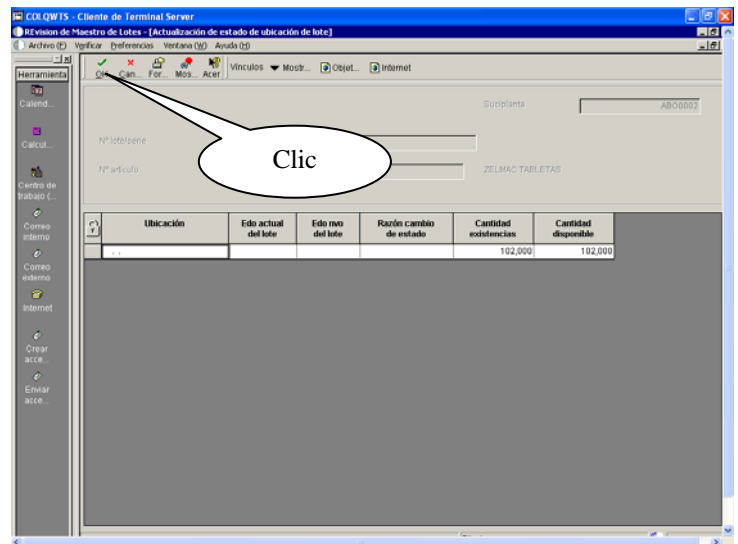 COLQWTS - Cliente de Terminal Server
REvision de Maestro de Lotes - [Actualización de estado de ubicación de lote]
Archivo (F) Verificar Preferencias Ventana (W) Ayuda (H)
Can... For... Mos... Acer Vínculos Mostr... Objet... Internet
Herramienta
Calend...
Calcul...
Centro de
trabajo (...
Correo
interno
Correo
externo
Internet
Crear
acce...
Enviar
acce...
Suc/planta ABO0002
Nº lote/serie
Clic
Nº artículo ZELMAC TABLETAS
Ubicación Edo actual del lote Edo nvo del lote Razón cambio de estado Cantidad existencias Cantidad disponible
. . 102,000 102,000